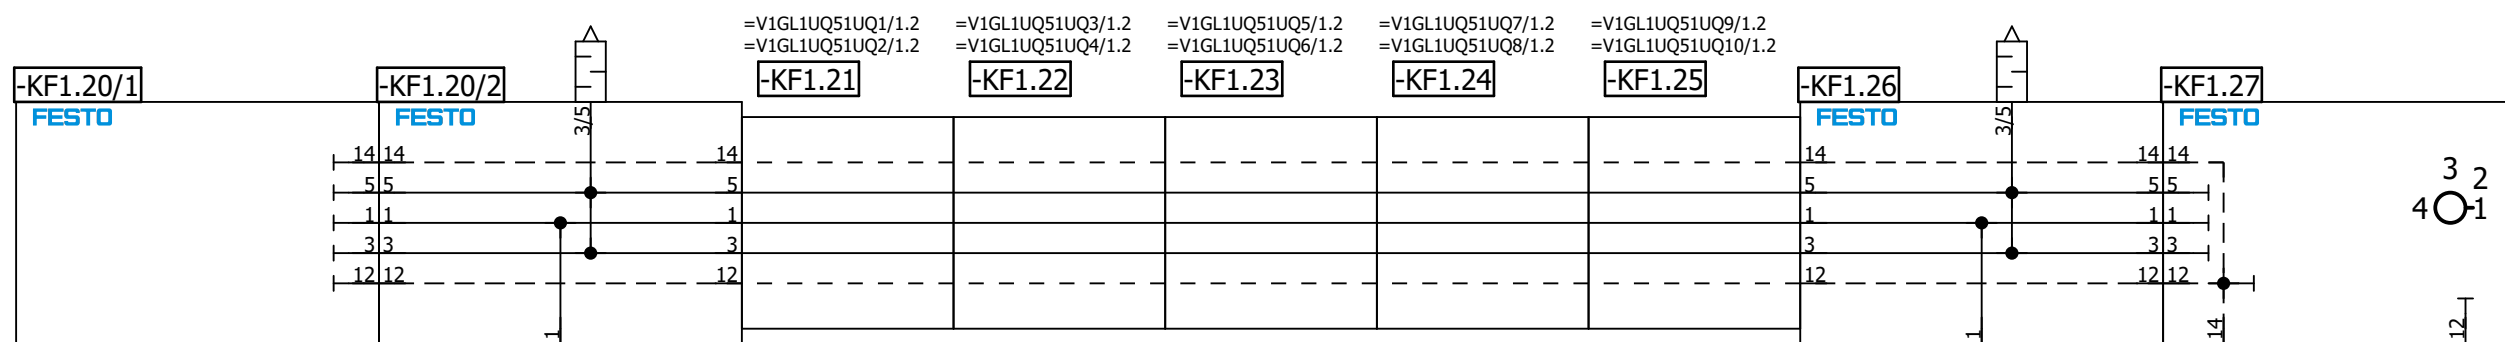 =V1GL1UQ51UQ1/1.2 =V1GL1UQ51UQ3/1.2 =V1GL1UQ51UQ5/1.2 =V1GL1UQ51UQ7/1.2 =V1GL1UQ51UQ9/1.2
=V1GL1UQ51UQ2/1.2 =V1GL1UQ51UQ4/1.2 =V1GL1UQ51UQ6/1.2 =V1GL1UQ51UQ8/1.2 =V1GL1UQ51UQ10/1.2
-KF1.20/1 -KF1.20/2 -KF1.21 -KF1.22 -KF1.23 -KF1.24 -KF1.25 -KF1.26 -KF1.27
FESTO FESTO 3/5 FESTO 3/5 FESTO
14 14 14 14 14 14
5 5 5 5 5 5
1 1 1 1 1 1
3 3 3 3 3 3
12 12 12 12 12 12
3 2
4 1
1 1 14 12